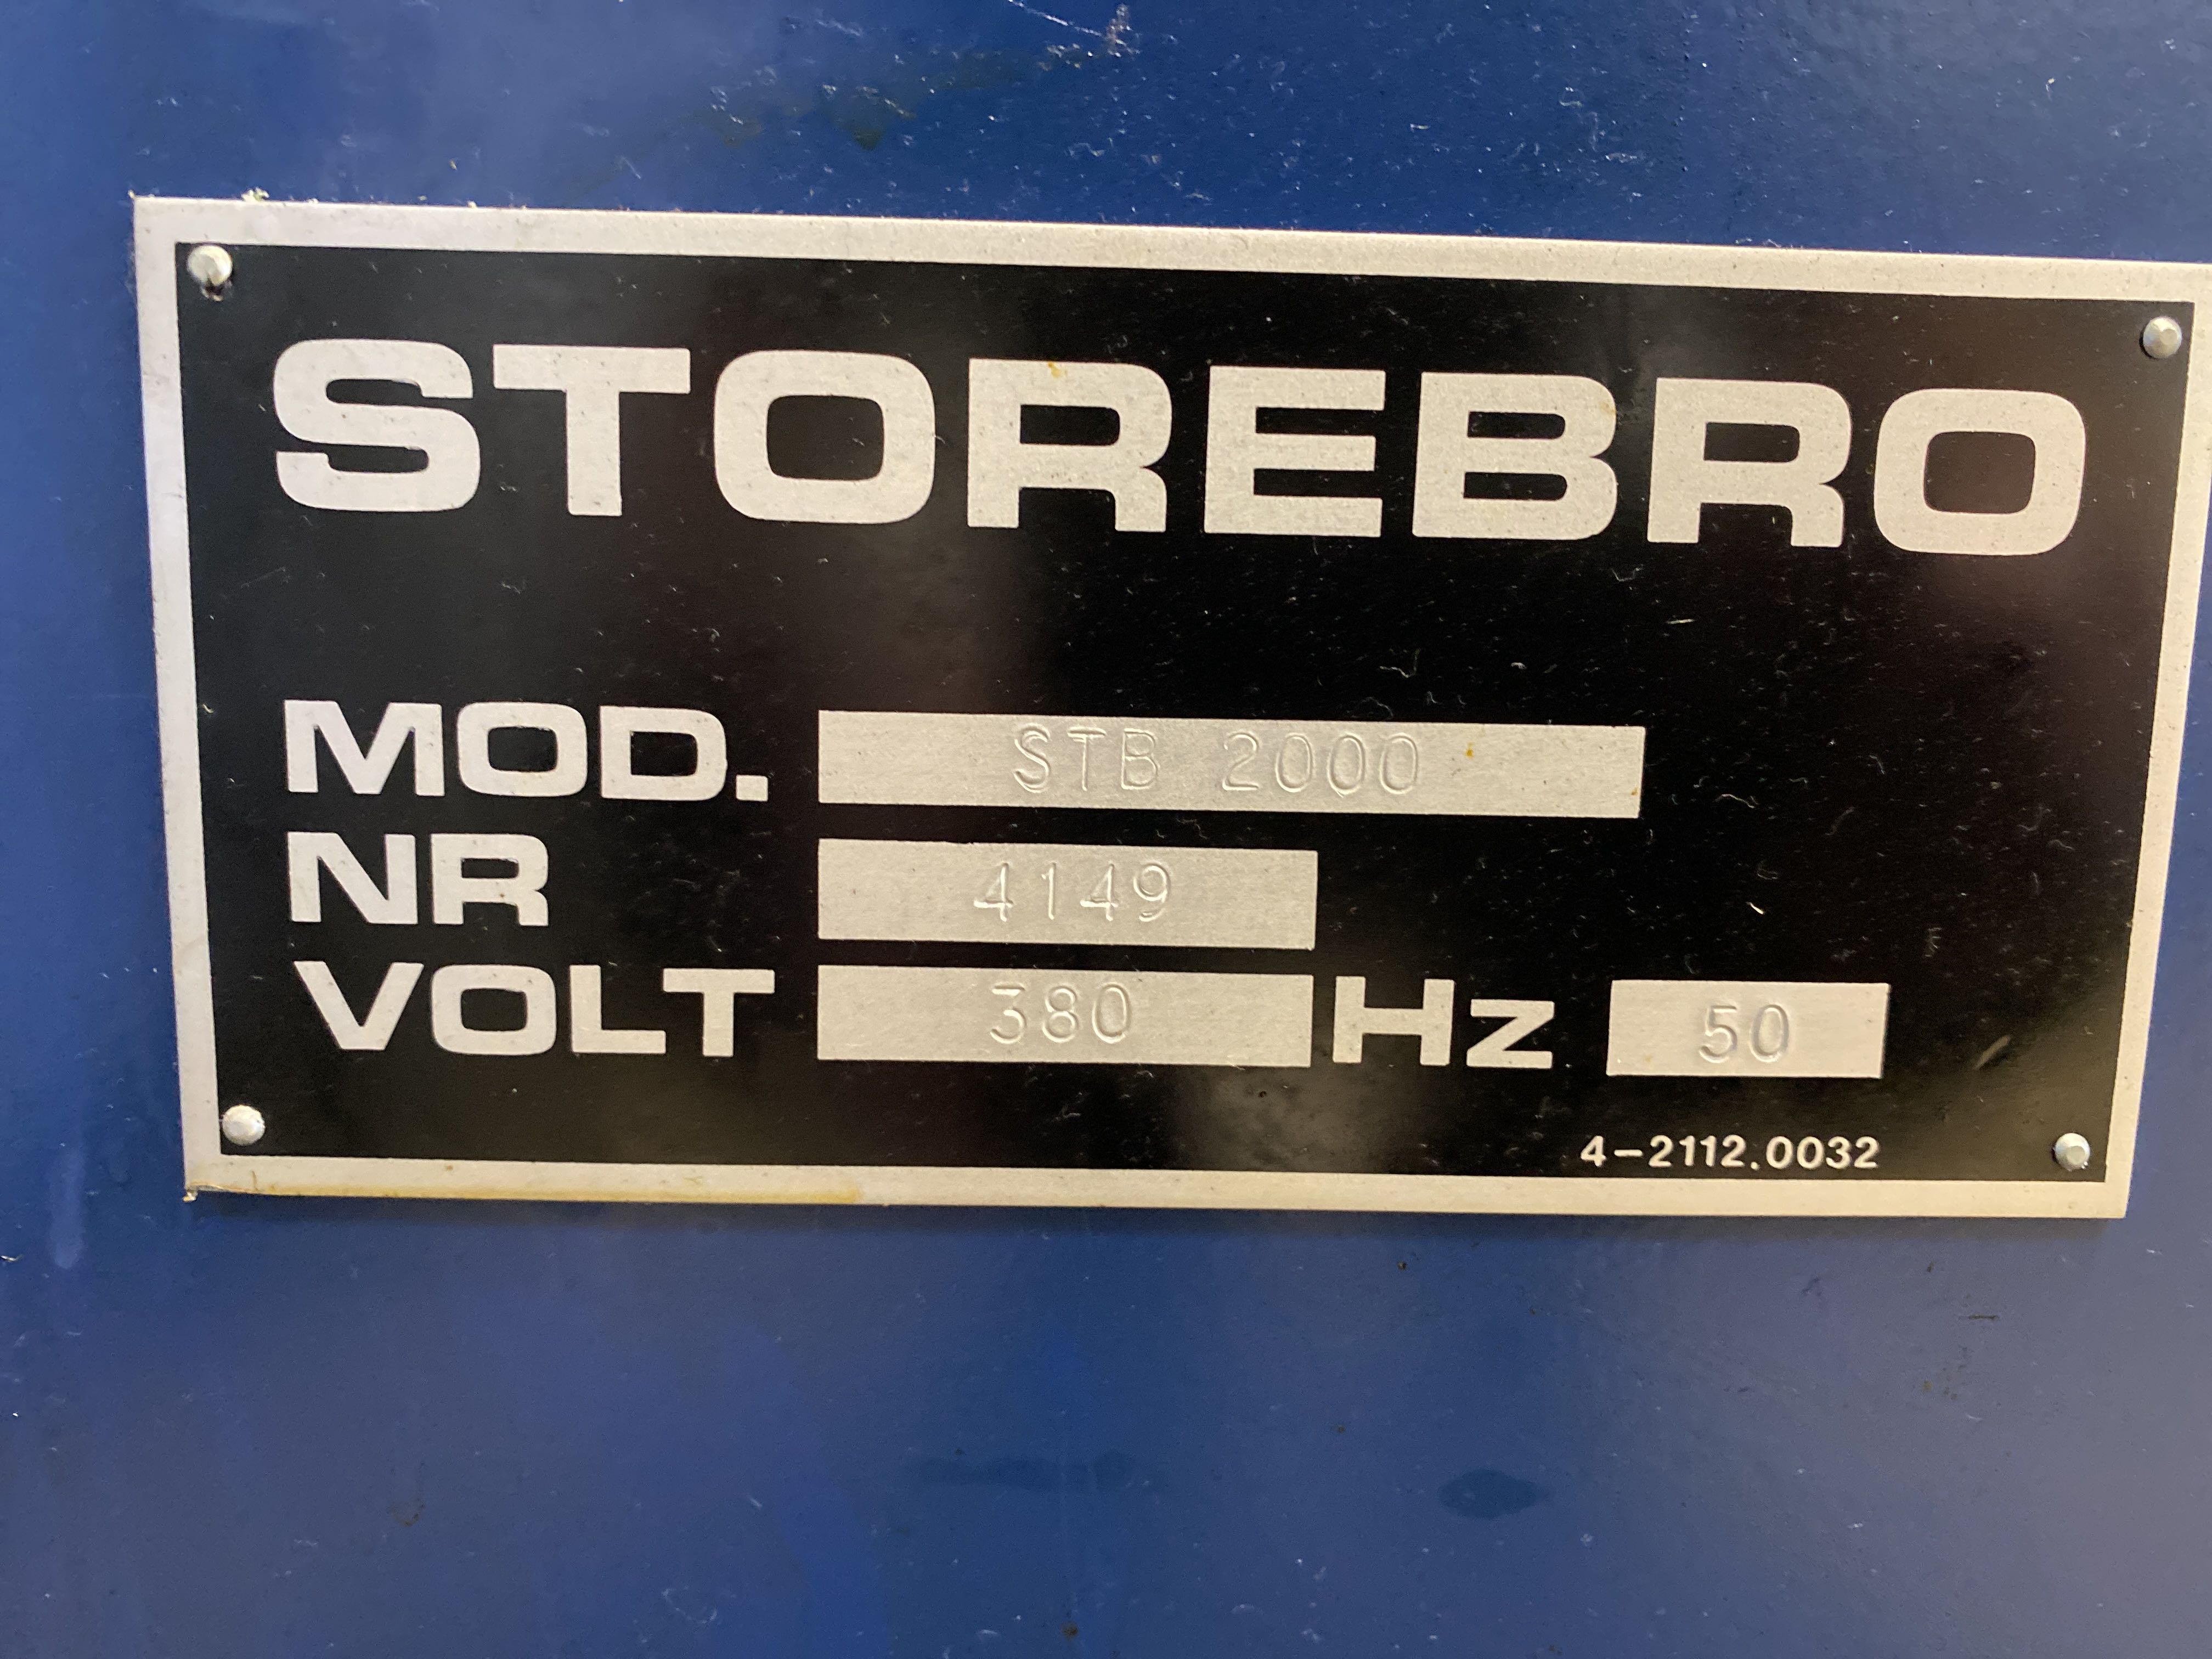 STOREBRO
MOD. STB 2000
NR 4149
VOLT 380 Hz 50
4-2112.0032